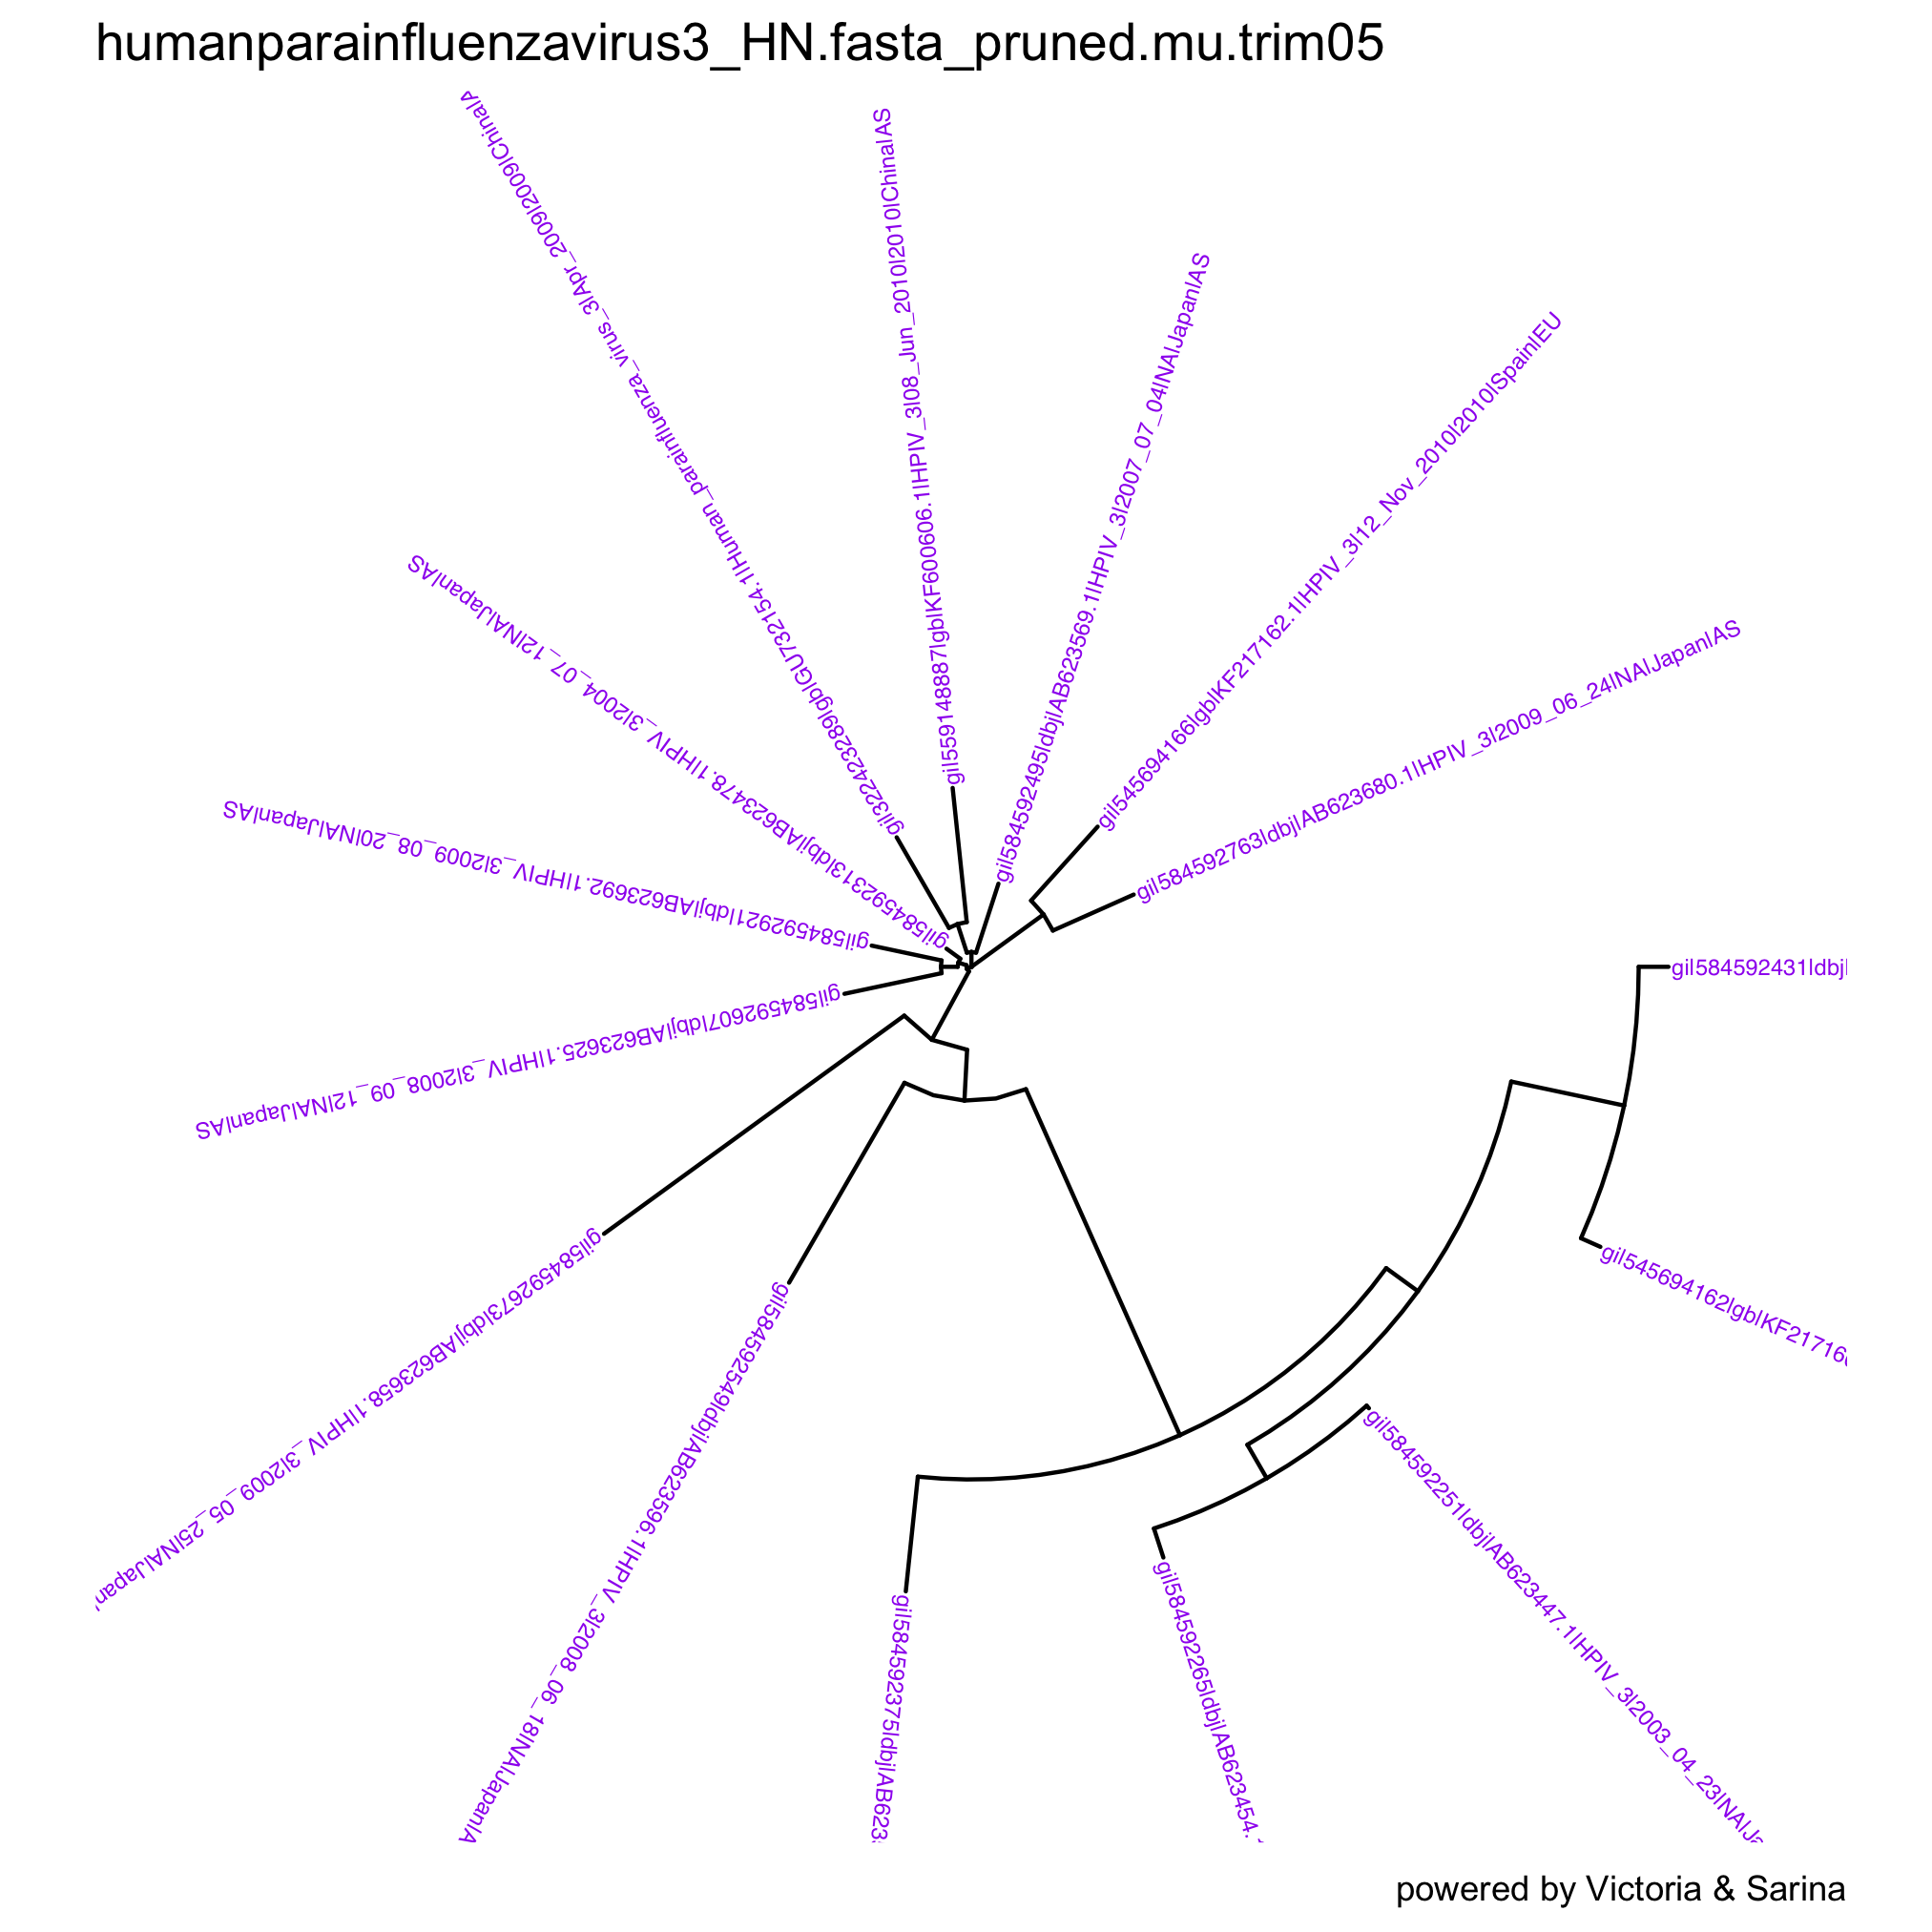 humanparainfluenzavirus3_HN.fasta_pruned.mu.trim05
gi|322423289|gb|GU732154.1|Human_parainfluenza_virus_3|Apr_2009|2009|China|A
gi|559148887|gb|KF600606.1|HPIV_3|08_Jun_2010|2010|China|AS
gi|584592495|dbj|AB623569.1|HPIV_3|2007_07_04|NA|Japan|AS
gi|545694166|gb|KF217162.1|HPIV_3|12_Nov_2010|2010|Spain|EU
gi|584592763|dbj|AB623680.1|HPIV_3|2009_06_24|NA|Japan|AS
gi|584592313|dbj|AB623478.1|HPIV_3|2004_07_12|NA|Japan|AS
gi|584592921|dbj|AB623692.1|HPIV_3|2009_08_20|NA|Japan|AS
gi|584592607|dbj|AB623625.1|HPIV_3|2008_09_12|NA|Japan|AS
gi|584592431|dbj|
gi|545694162|gb|KF21716
gi|584592673|dbj|AB623658.1|HPIV_3|2009_05_25|NA|Japan
gi|584592549|dbj|AB623596.1|HPIV_3|2008_06_18|NA|Japan|A
gi|584592375|dbj|AB623
gi|584592265|dbj|AB623454.
gi|584592251|dbj|AB623447.1|HPIV_3|2003_04_23|NA|Ja
powered by Victoria & Sarina